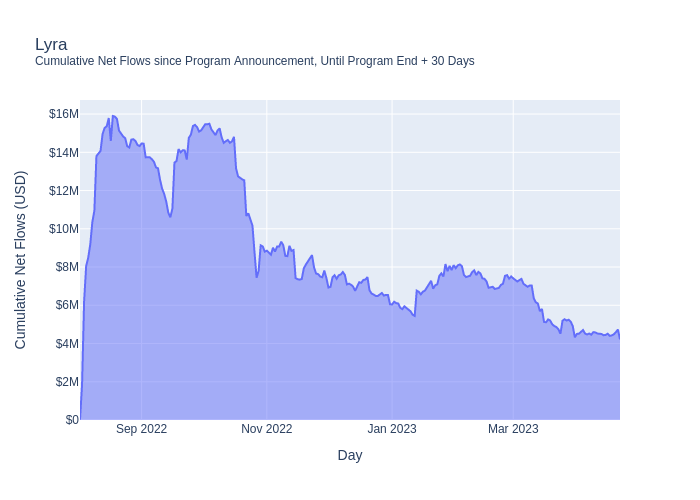 Lyra
Cumulative Net Flows since Program Announcement, Until Program End + 30 Days
Cumulative Net Flows (USD)
$16M
$14M
$12M
$10M
$8M
$6M
$4M
$2M
$0
Sep 2022 Nov 2022 Jan 2023 Mar 2023
Day